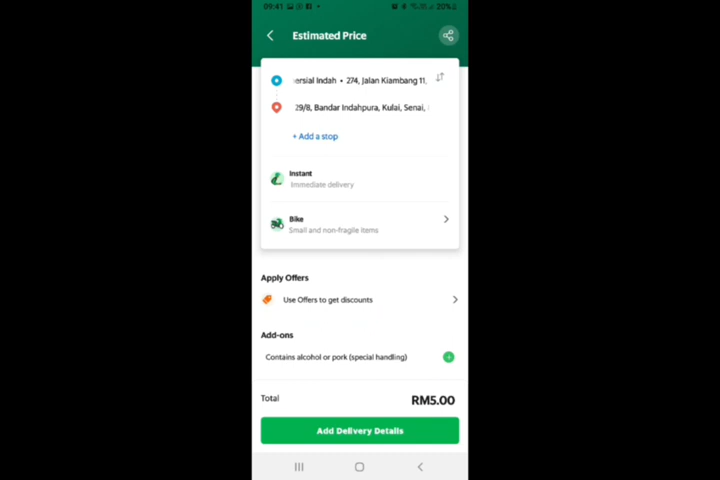 09:41
20%
Estimated Price
ersial Indah • 274, Jalan Kiambang 11,
29/8, Bandar Indahpura, Kulai, Senai,
+ Add a stop
Instant
Immediate delivery
Bike
Small and non-fragile items
Apply Offers
Use Offers to get discounts
Add-ons
Contains alcohol or pork (special handling)
Total RM5.00
Add Delivery Details